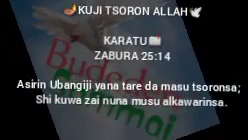 🪔KUJI TSORON ALLAH🕊
KARATU📖
ZABURA 25:14
Asirin Ubangiji yana tare da masu tsoronsa;
Shi kuwa zai nuna musu alkawarinsa.